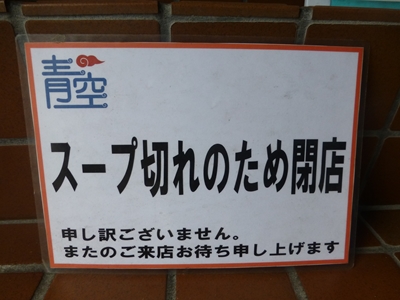 青空
スープ切れのため閉店
申し訳ございません。
またのご来店お待ち申し上げます